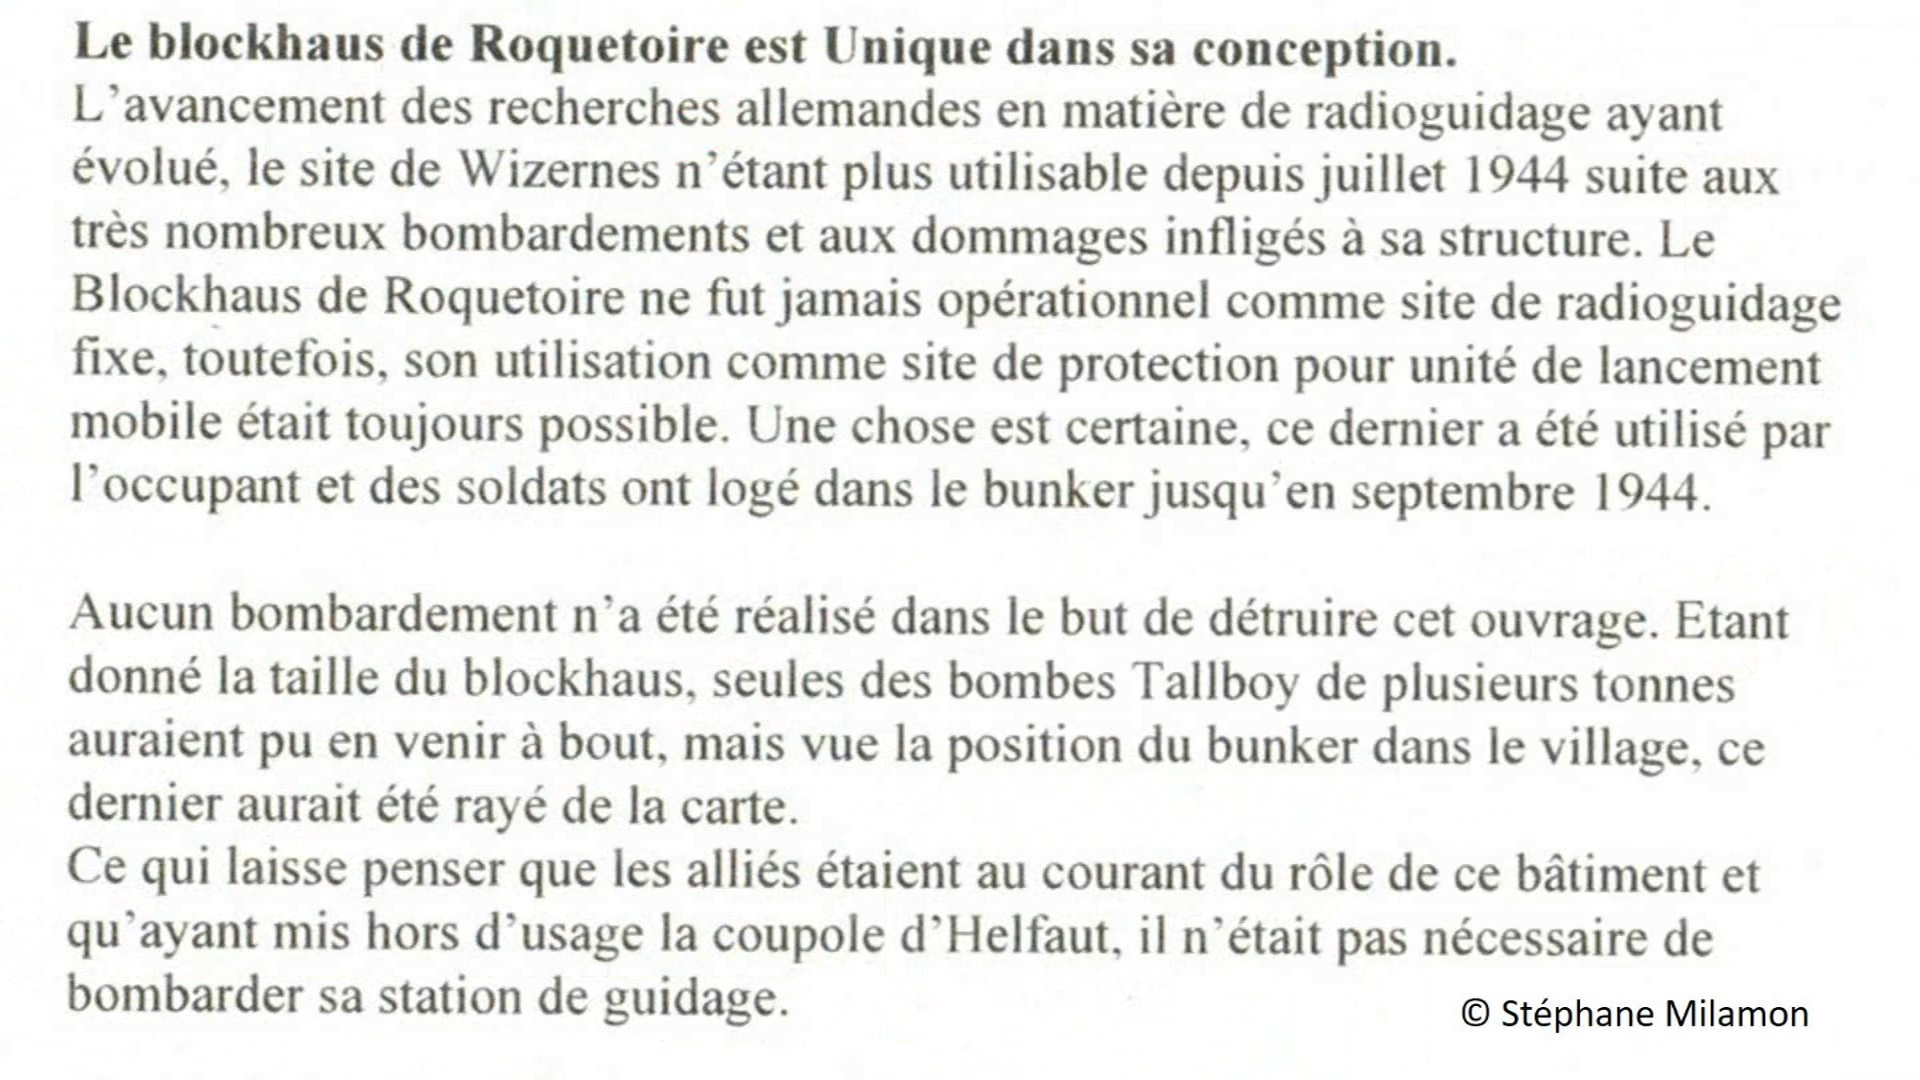 Le blockhaus de Roquetoire est Unique dans sa conception.
L’avancement des recherches allemandes en matière de radioguidage ayant
évolué, le site de Wizernes n’étant plus utilisable depuis juillet 1944 suite aux
très nombreux bombardements et aux dommages infligés à sa structure. Le
Blockhaus de Roquetoire ne fut jamais opérationnel comme site de radioguidage
fixe, toutefois, son utilisation comme site de protection pour unité de lancement
mobile était toujours possible. Une chose est certaine, ce dernier a été utilisé par
l’occupant et des soldats ont logé dans le bunker jusqu’en septembre 1944.
Aucun bombardement n’a été réalisé dans le but de détruire cet ouvrage. Etant
donné la taille du blockhaus, seules des bombes Tallboy de plusieurs tonnes
auraient pu en venir à bout, mais vue la position du bunker dans le village, ce
dernier aurait été rayé de la carte.
Ce qui laisse penser que les alliés étaient au courant du rôle de ce bâtiment et
qu’ayant mis hors d’usage la coupole d’Helfaut, il n’était pas nécessaire de
bombarder sa station de guidage.
© Stéphane Milamon